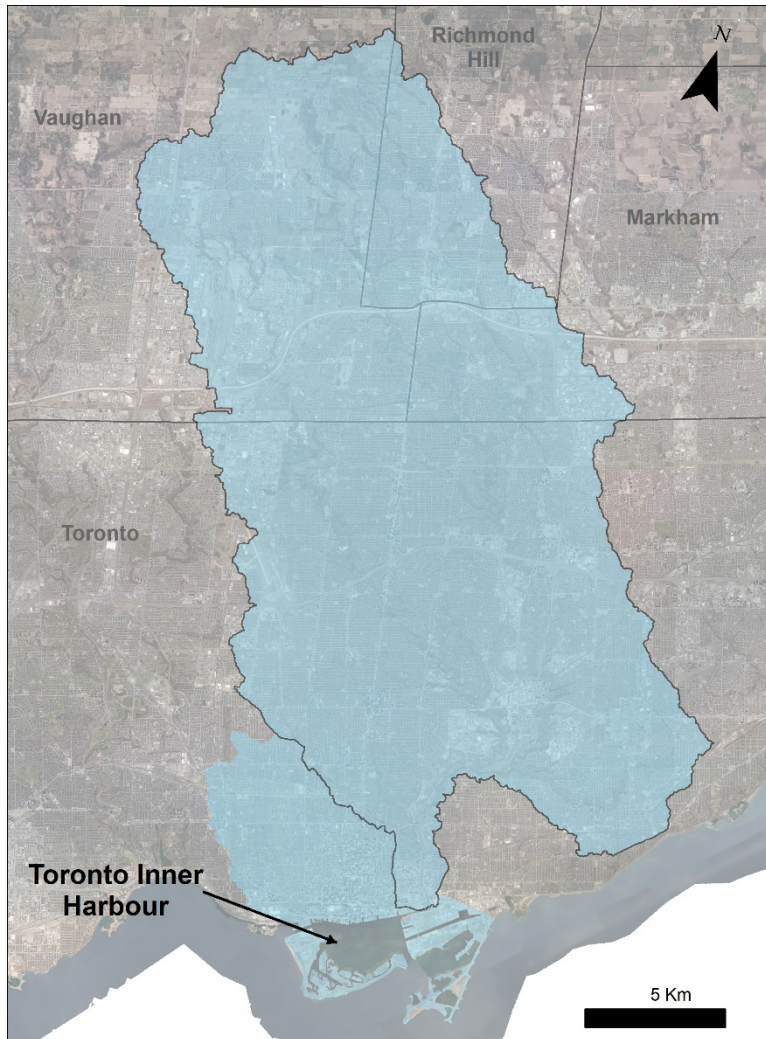 Richmond
Hill
N
Vaughan
Markham
Toronto
Toronto Inner
Harbour
5 Km